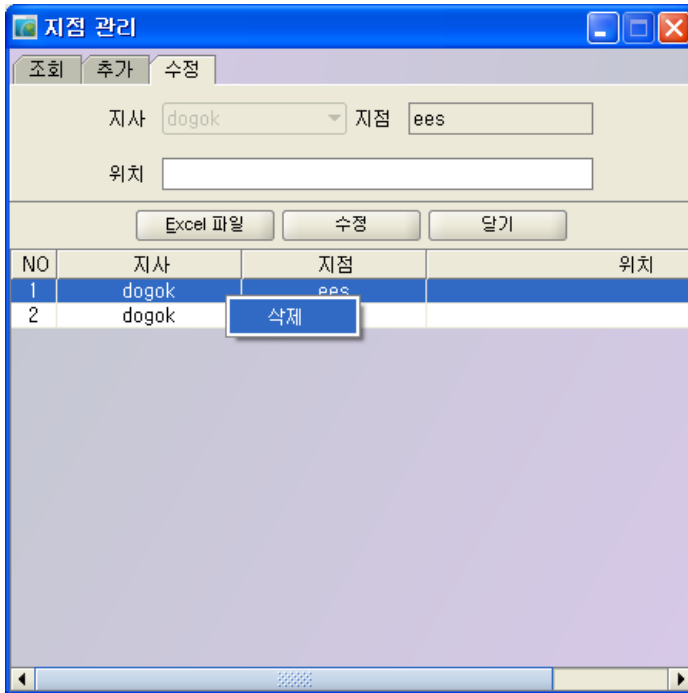 지점 관리
조회 추가 수정
지사 dogok 지점 ees
위치
Excel 파일 수정 닫기
NO 지사 지점 위치
1 dogok ees
2 dogok
삭제